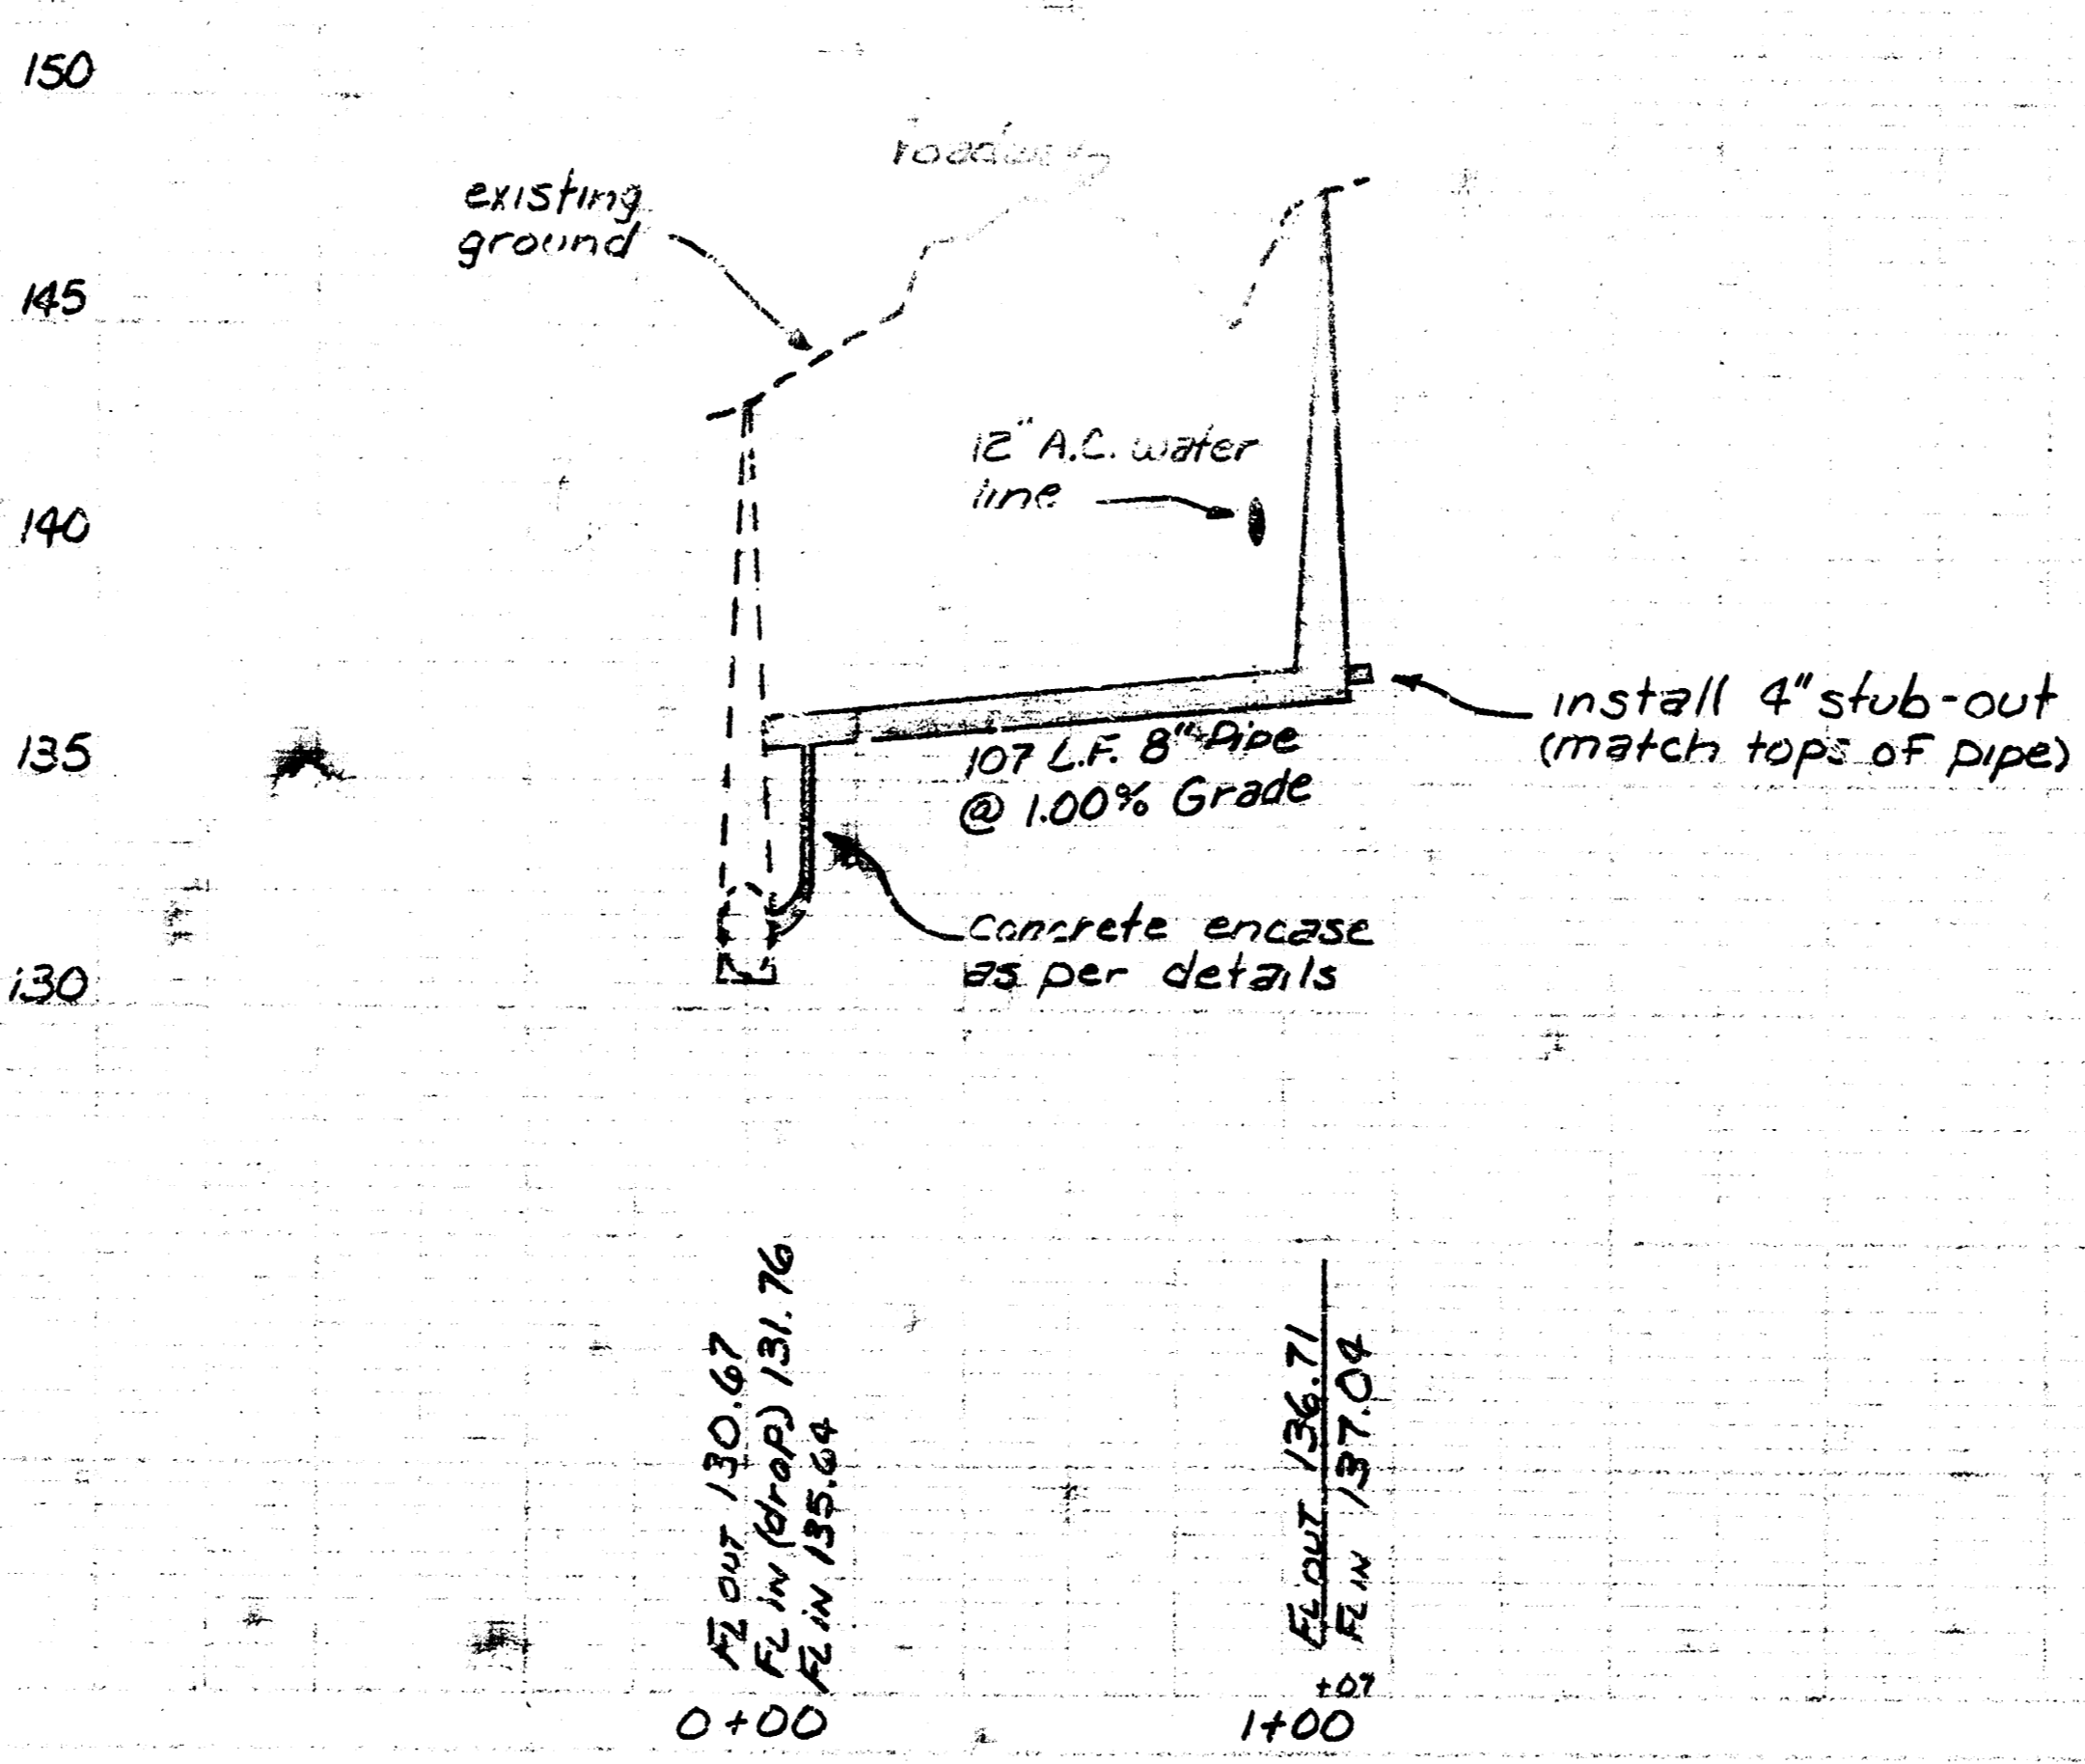 150
roadway
existing
ground
145
12" A.C. water
line
140
install 4" stub-out
(match tops of pipe)
135
107 L.F. 8" Pipe
@ 1.00% Grade
concrete encase
as per details
130
FL OUT 130.67
FL IN (drop) 131.76
FL IN 135.64
FL OUT 136.71
FL IN 137.04
+07
0+00
1+00